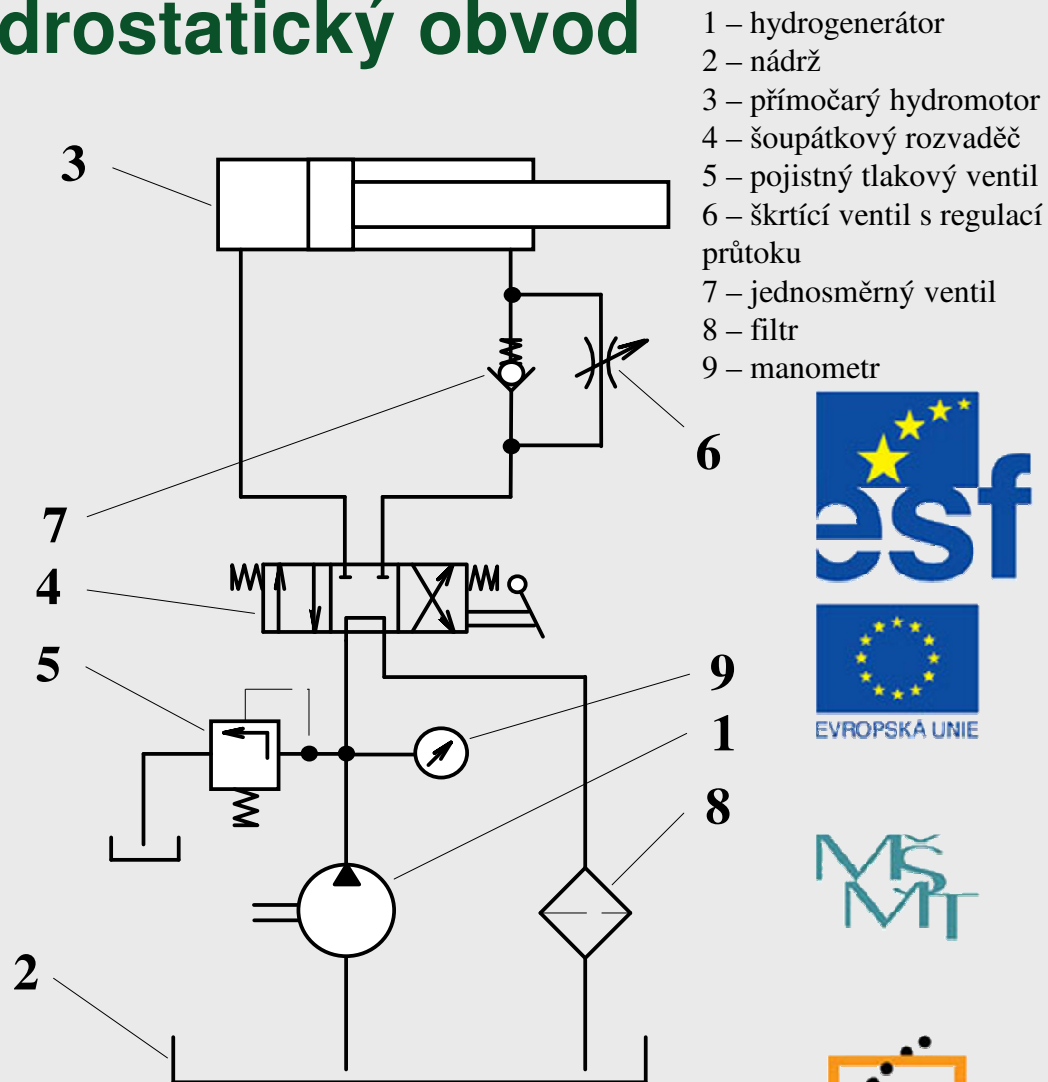 drostatický obvod
1 – hydrogenerátor
2 – nádrž
3 – přímočarý hydromotor
4 – šoupátkový rozvaděč
5 – pojistný tlakový ventil
6 – škrtící ventil s regulací
průtoku
7 – jednosměrný ventil
8 – filtr
9 – manometr
3
6
7
4
5
9
1
8
2
esf
EVROPSKÁ UNIE
MŠMT